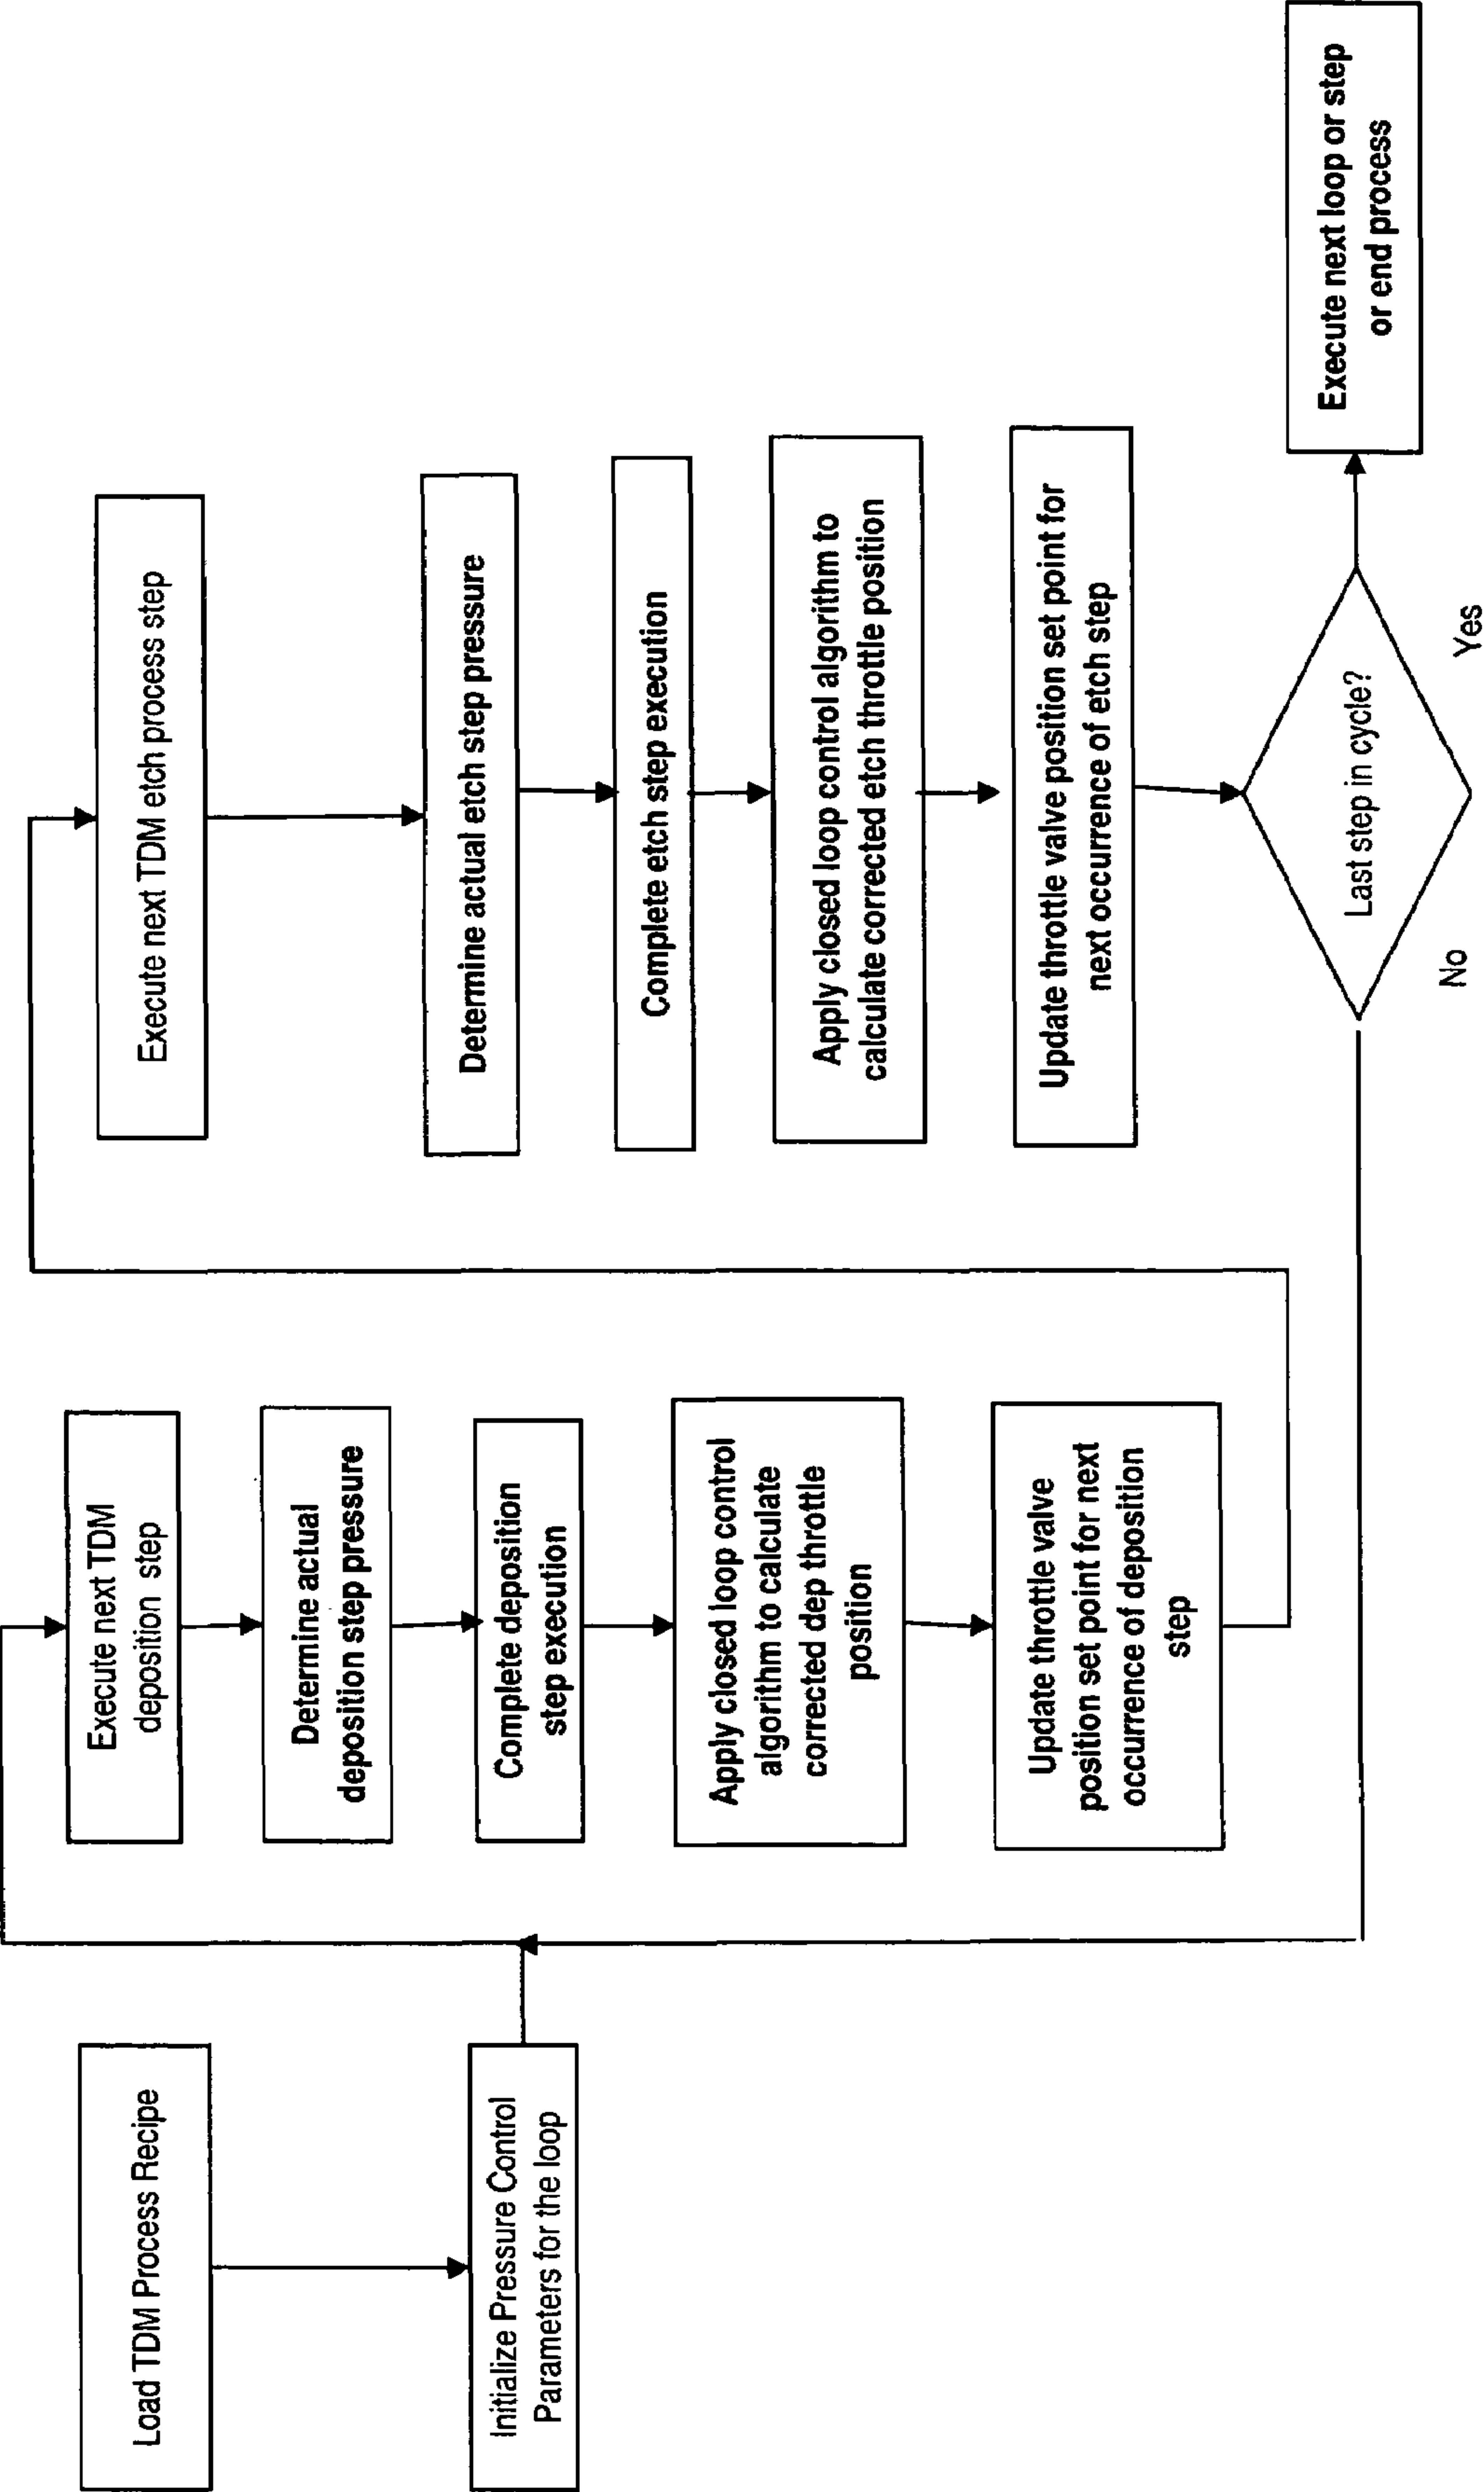 Load TDM Process Recipe
Initialize Pressure Control
Parameters for the loop
Execute next TDM
deposition step
Determine actual
deposition step pressure
Complete deposition
step execution
Apply closed loop control
algorithm to calculate
corrected dep throttle
position
Update throttle valve
position set point for next
occurrence of deposition
step
Execute next TDM etch process step
Determine actual etch step pressure
Complete etch step execution
Apply closed loop control algorithm to
calculate corrected etch throttle position
Update throttle valve position set point for
next occurrence of etch step
Last step in cycle?
No
Yes
Execute next loop or step
or end process